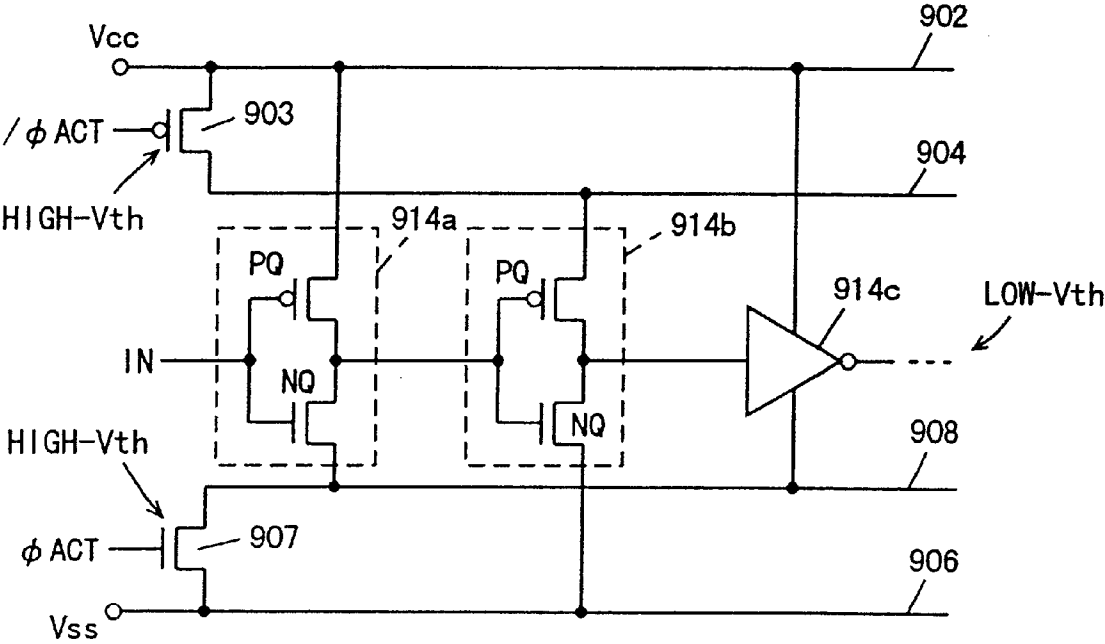 902
Vcc
903
/φACT
904
HIGH-Vth
914a
914b
PQ
PQ
914c
LOW-Vth
IN
NQ
NQ
HIGH-Vth
908
φACT
907
906
Vss